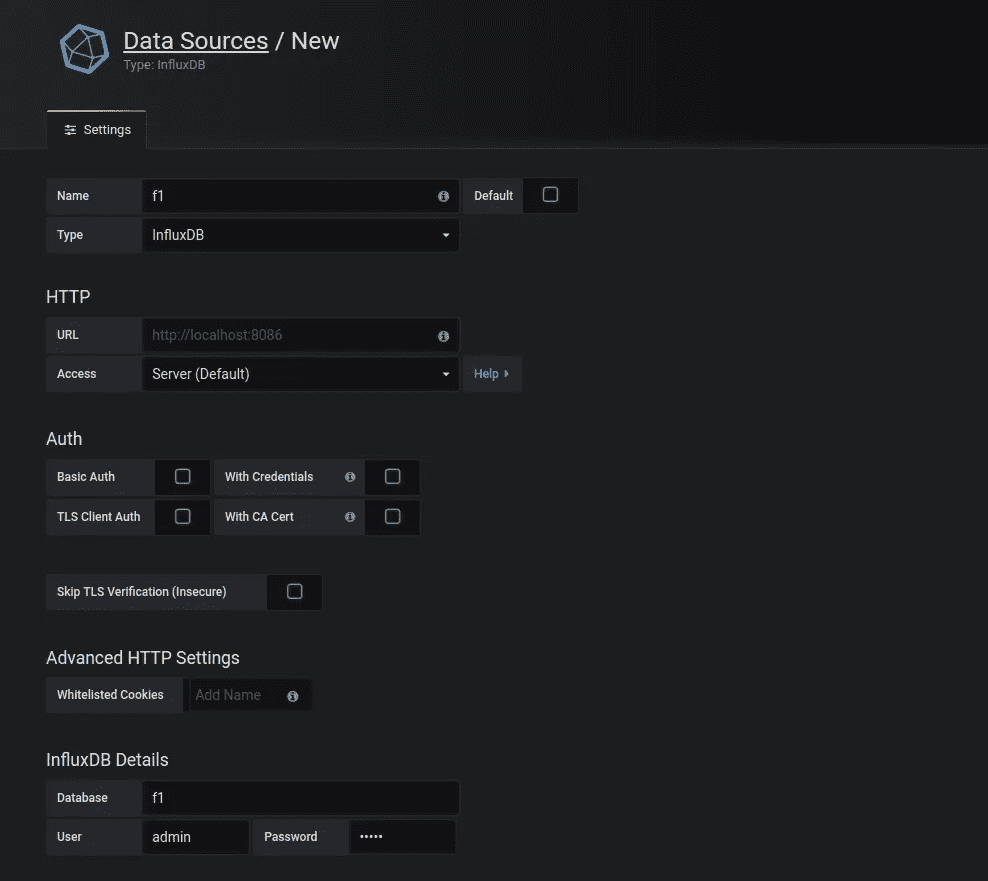 Data Sources / New
Type: InfluxDB
Settings
Name f1 Default
Type InfluxDB
HTTP
URL http://localhost:8086
Access Server (Default) Help
Auth
Basic Auth With Credentials
TLS Client Auth With CA Cert
Skip TLS Verification (Insecure)
Advanced HTTP Settings
Whitelisted Cookies Add Name
InfluxDB Details
Database f1
User admin Password •••••